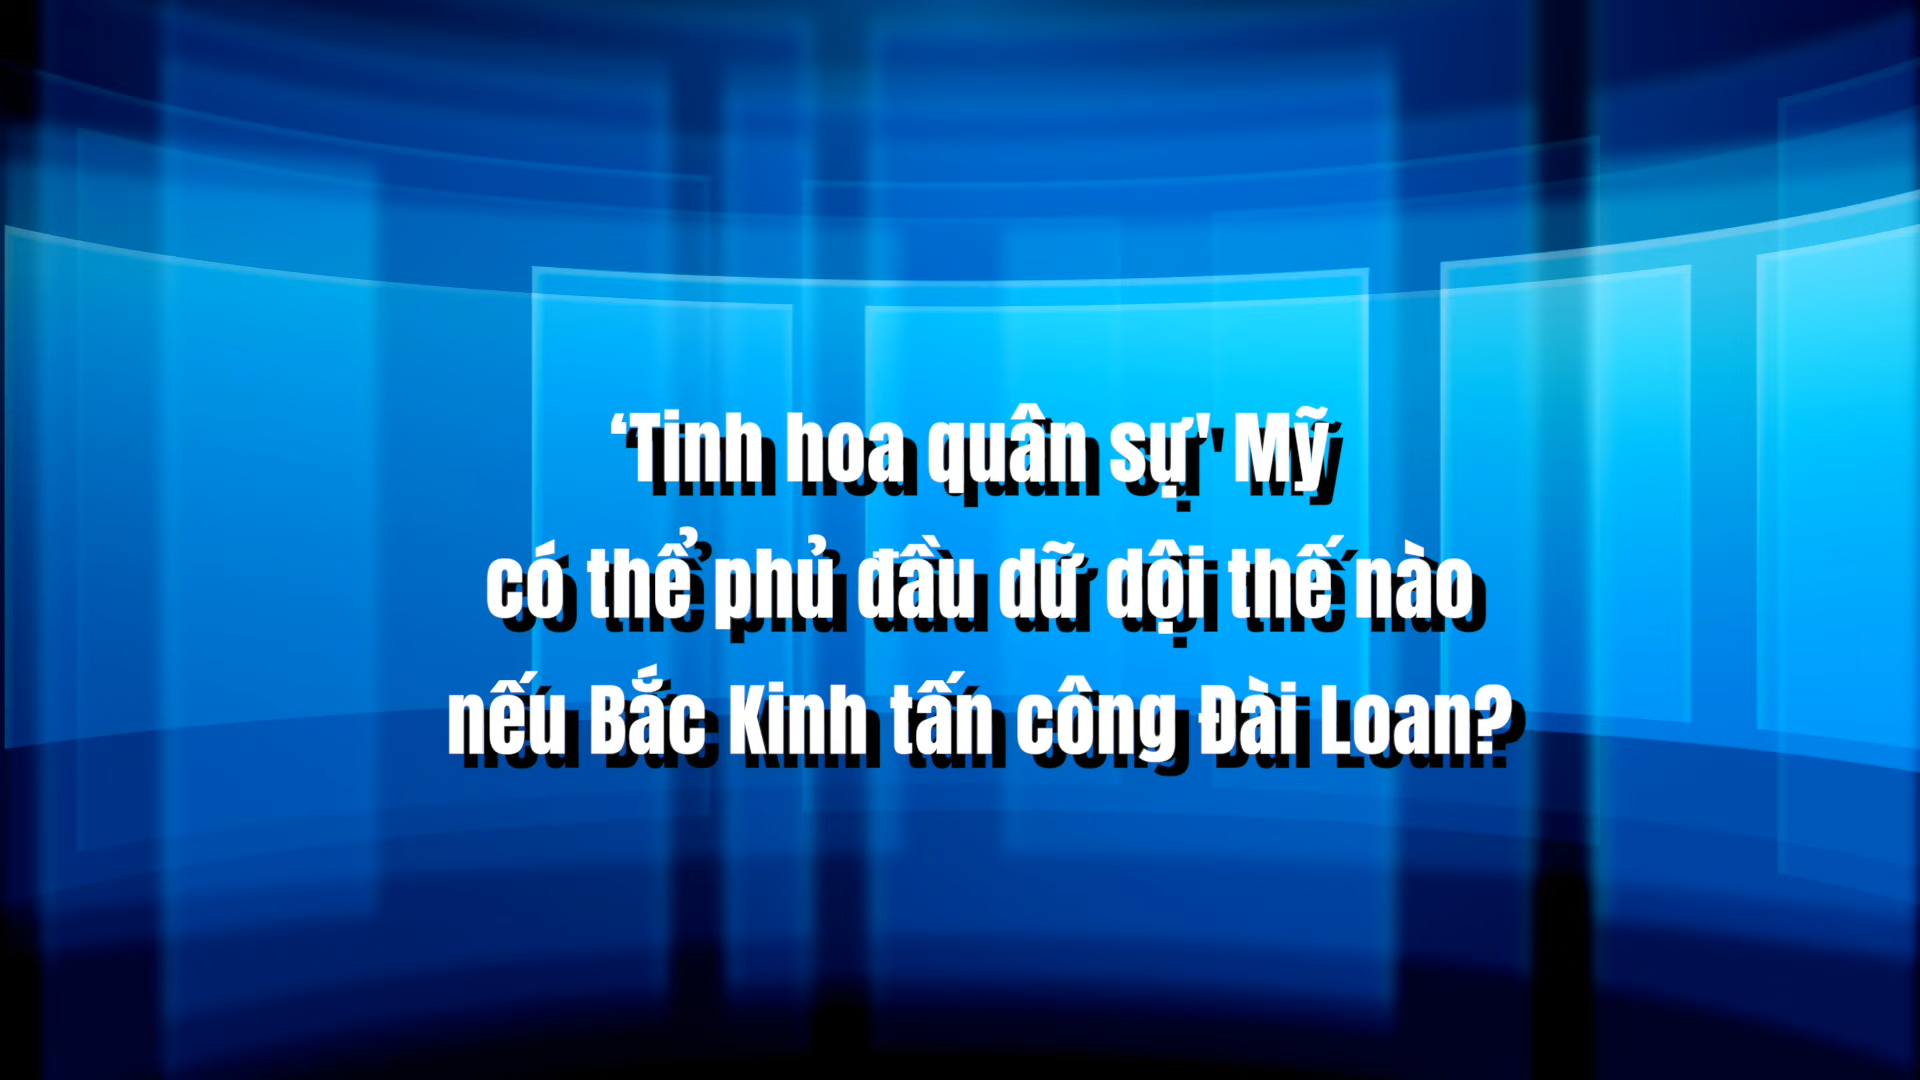 ‘Tinh hoa quân sự' Mỹ
có thể phủ đầu dữ dội thế nào
nếu Bắc Kinh tấn công Đài Loan?